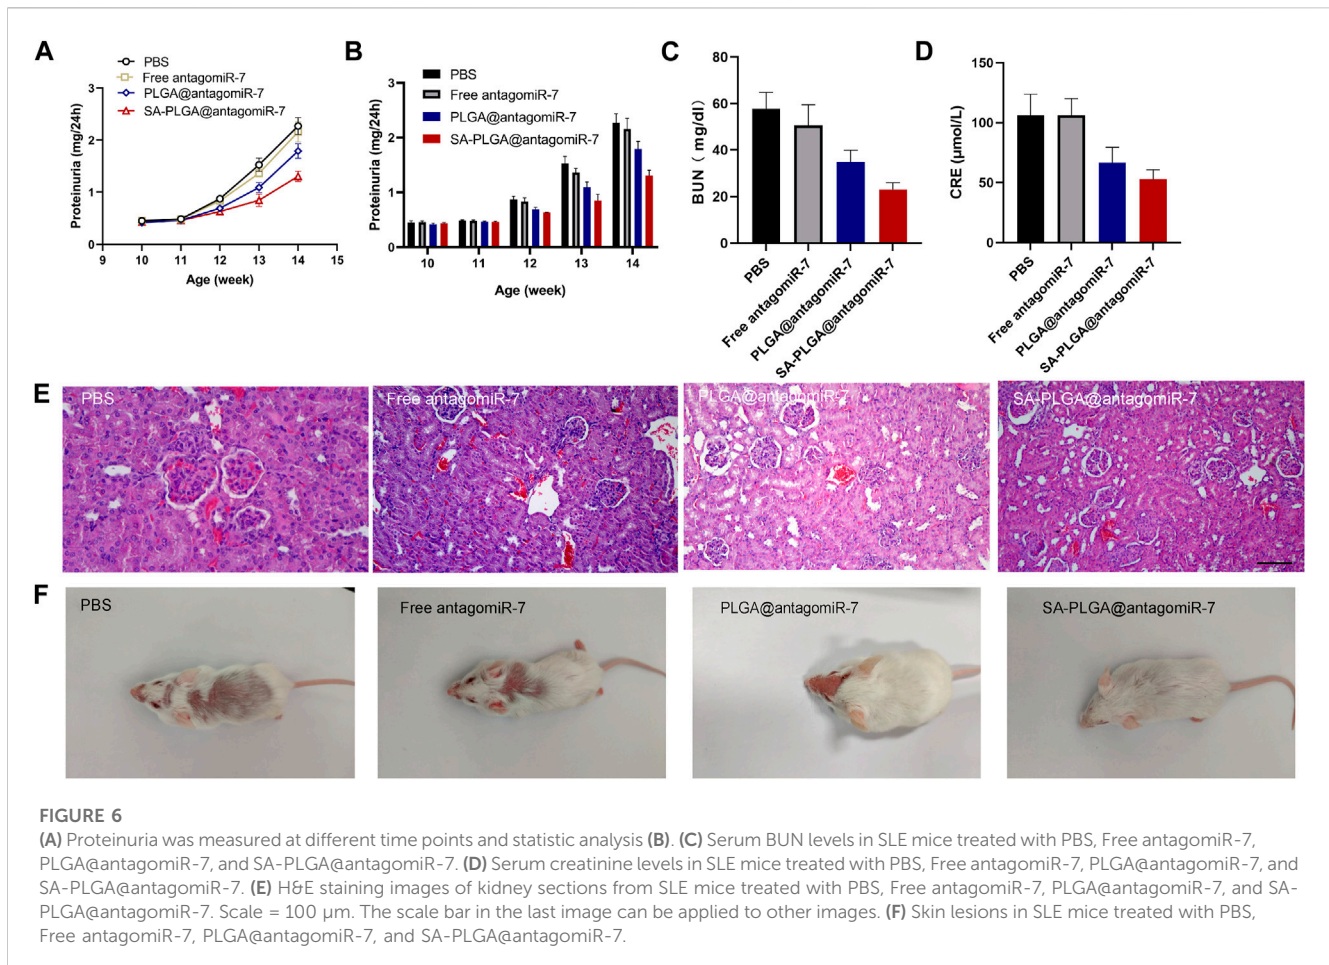 A
PBS
Free antagomiR-7
PLGA@antagomiR-7
SA-PLGA@antagomiR-7
Proteinuria (mg/24h)
3
2
1
0
9 10 11 12 13 14 15
Age (week)
B
PBS
Free antagomiR-7
PLGA@antagomiR-7
SA-PLGA@antagomiR-7
Proteinuria (mg/24h)
3
2
1
0
10 11 12 13 14
Age (week)
C
BUN ( mg/dl)
80
60
40
20
0
PBS
Free antagomiR-7
PLGA@antagomiR-7
SA-PLGA@antagomiR-7
D
CRE (μmol/L)
150
100
50
0
PBS
Free antagomiR-7
PLGA@antagomiR-7
SA-PLGA@antagomiR-7
E
PBS
Free antagomiR-7
PLGA@antagomiR-7
SA-PLGA@antagomiR-7
F
PBS
Free antagomiR-7
PLGA@antagomiR-7
SA-PLGA@antagomiR-7
FIGURE 6
(A) Proteinuria was measured at different time points and statistic analysis (B). (C) Serum BUN levels in SLE mice treated with PBS, Free antagomiR-7,
PLGA@antagomiR-7, and SA-PLGA@antagomiR-7. (D) Serum creatinine levels in SLE mice treated with PBS, Free antagomiR-7, PLGA@antagomiR-7, and
SA-PLGA@antagomiR-7. (E) H&E staining images of kidney sections from SLE mice treated with PBS, Free antagomiR-7, PLGA@antagomiR-7, and SA-
PLGA@antagomiR-7. Scale = 100 μm. The scale bar in the last image can be applied to other images. (F) Skin lesions in SLE mice treated with PBS,
Free antagomiR-7, PLGA@antagomiR-7, and SA-PLGA@antagomiR-7.